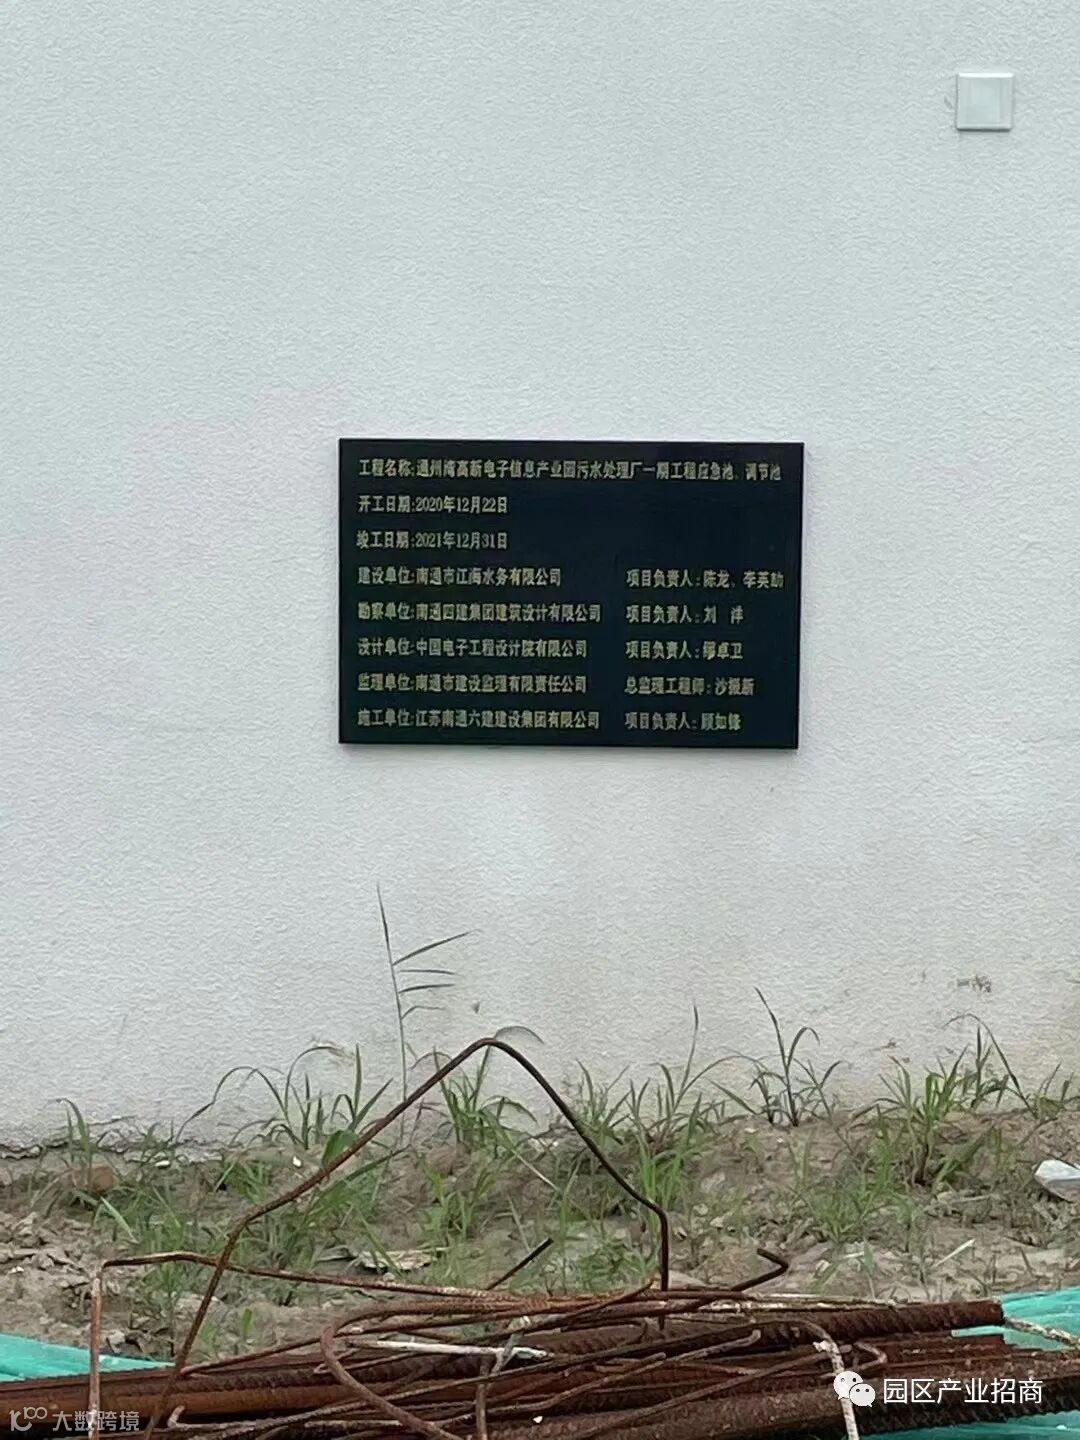 工程名称:通州湾高新电子信息产业园污水处理厂一期工程应急池、调节池
开工日期:2020年12月22日
竣工日期:2021年12月31日
建设单位:南通市江海水务有限公司 项目负责人:陈龙、李英
勘察单位:南通四建集团建筑设计有限公司 项目负责人:刘 洋
设计单位:中国电子工程设计院有限公司 项目负责人:缪卓卫
监理单位:南通市建设监理有限责任公司 总监理工程师:沙振新
施工单位:江苏南通六建建设集团有限公司 项目负责人:顾如锋
园区产业招商
大数跨境